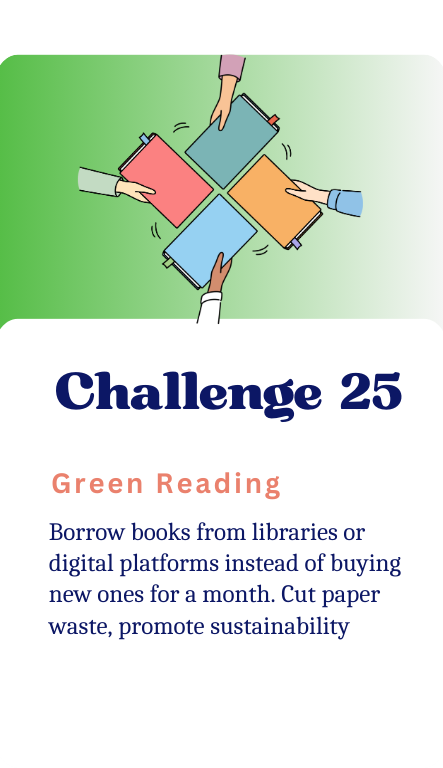 Challenge 25
Green Reading
Borrow books from libraries or
digital platforms instead of buying
new ones for a month. Cut paper
waste, promote sustainability